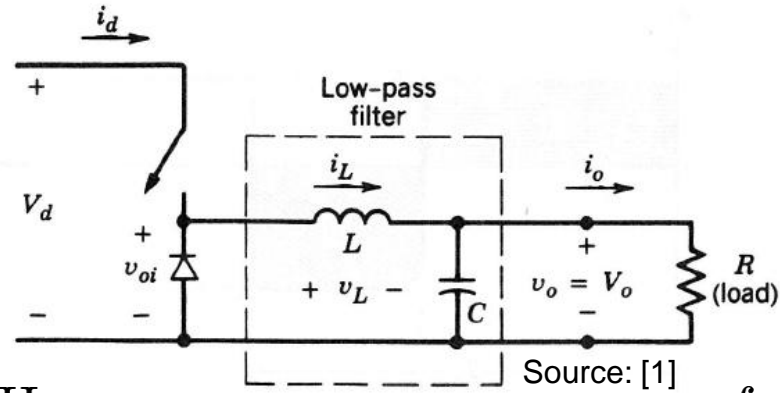 i_d
+
Low-pass
filter
i_L
i_o
V_d
+
v_oi
L
+ v_L −
C
+
v_o = V_o
−
R
(load)
−
−
Source: [1]